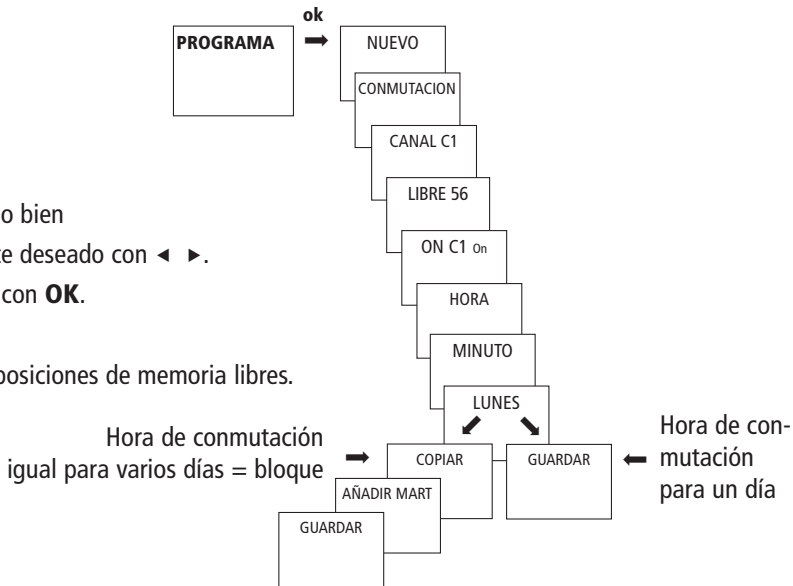 ok
PROGRAMA
NUEVO
CONMUTACION
CANAL C1
LIBRE 56
o bien
te deseado con ◄ ►.
con OK.
ON C1 On
HORA
MINUTO
posiciones de memoria libres.
LUNES
Hora de conmutación
igual para varios días = bloque
COPIAR
GUARDAR
Hora de con-
mutación
para un día
AÑADIR MART
GUARDAR